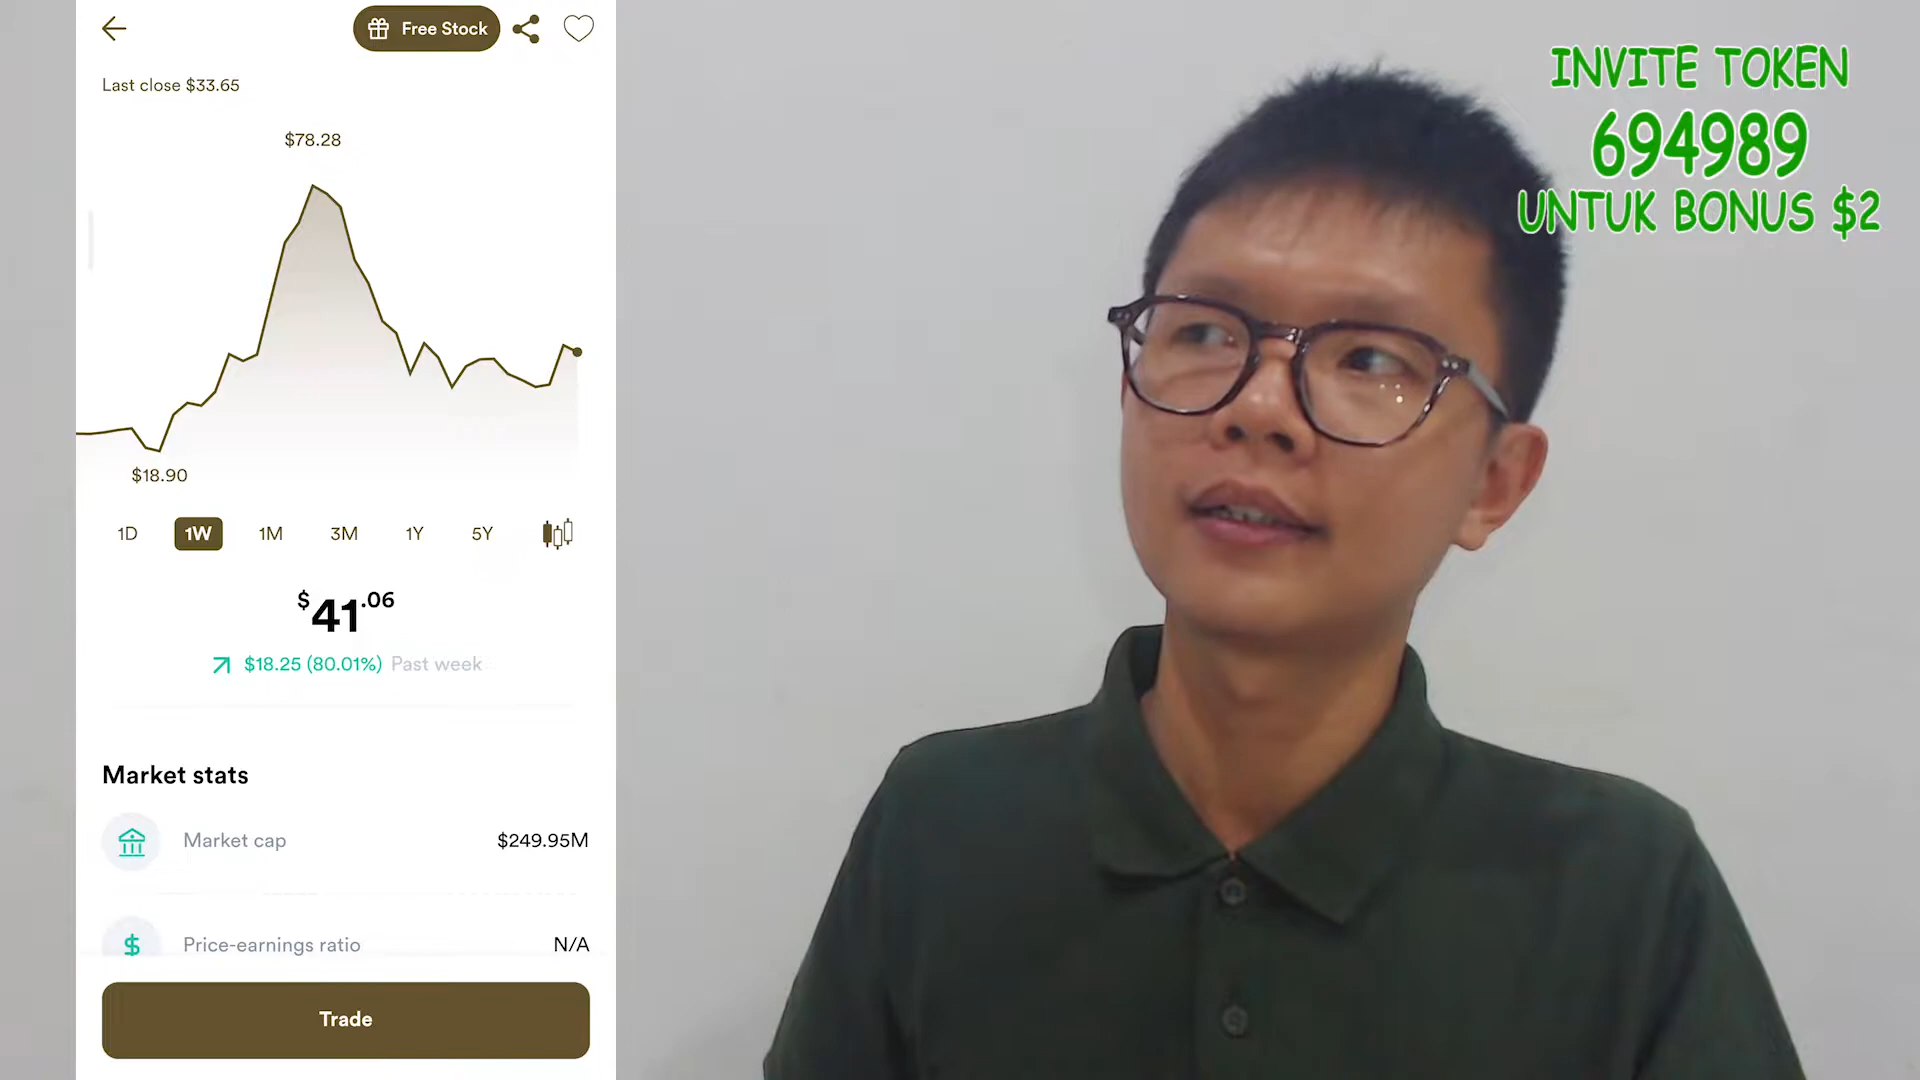 Free Stock
Last close $33.65
$78.28
$18.90
1D 1W 1M 3M 1Y 5Y
$41.06
$18.25 (80.01%) Past week
Market stats
Market cap $249.95M
Price-earnings ratio N/A
Trade
INVITE TOKEN
694989
UNTUK BONUS $2